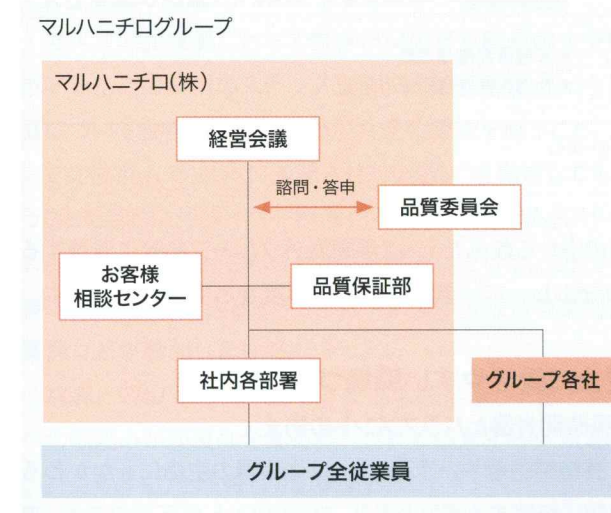 マルハニチログループ
マルハニチロ(株)
経営会議
諮問・答申
品質委員会
お客様
相談センター
品質保証部
社内各部署
グループ各社
グループ全従業員